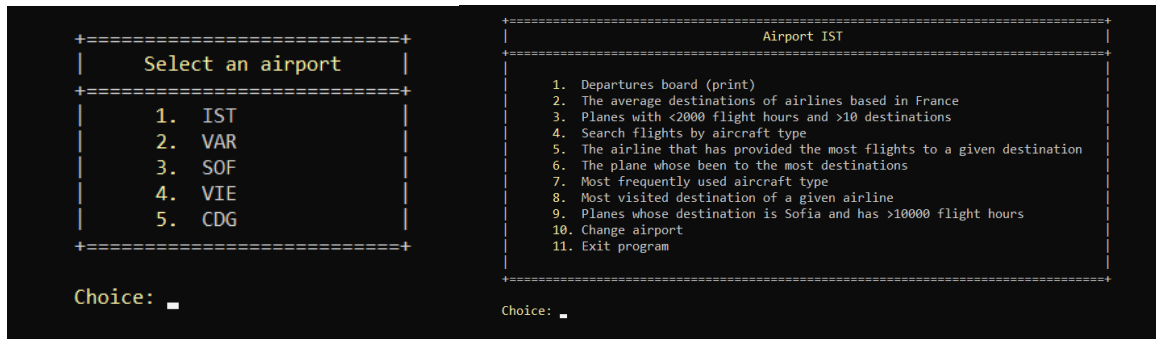 Select an airport
1. IST
2. VAR
3. SOF
4. VIE
5. CDG
Choice:
Airport IST
1. Departures board (print)
2. The average destinations of airlines based in France
3. Planes with <2000 flight hours and >10 destinations
4. Search flights by aircraft type
5. The airline that has provided the most flights to a given destination
6. The plane whose been to the most destinations
7. Most frequently used aircraft type
8. Most visited destination of a given airline
9. Planes whose destination is Sofia and has >10000 flight hours
10. Change airport
11. Exit program
Choice: